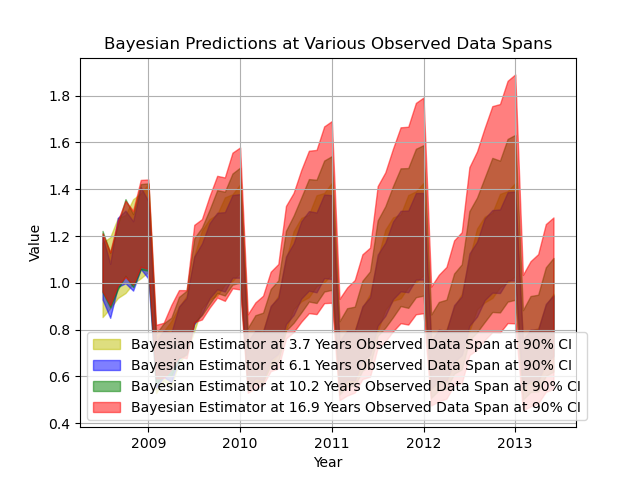 Bayesian Predictions at Various Observed Data Spans
1.8
1.6
1.4
1.2
1.0
0.8
0.6
0.4
Value
Bayesian Estimator at 3.7 Years Observed Data Span at 90% CI
Bayesian Estimator at 6.1 Years Observed Data Span at 90% CI
Bayesian Estimator at 10.2 Years Observed Data Span at 90% CI
Bayesian Estimator at 16.9 Years Observed Data Span at 90% CI
2009 2010 2011 2012 2013
Year